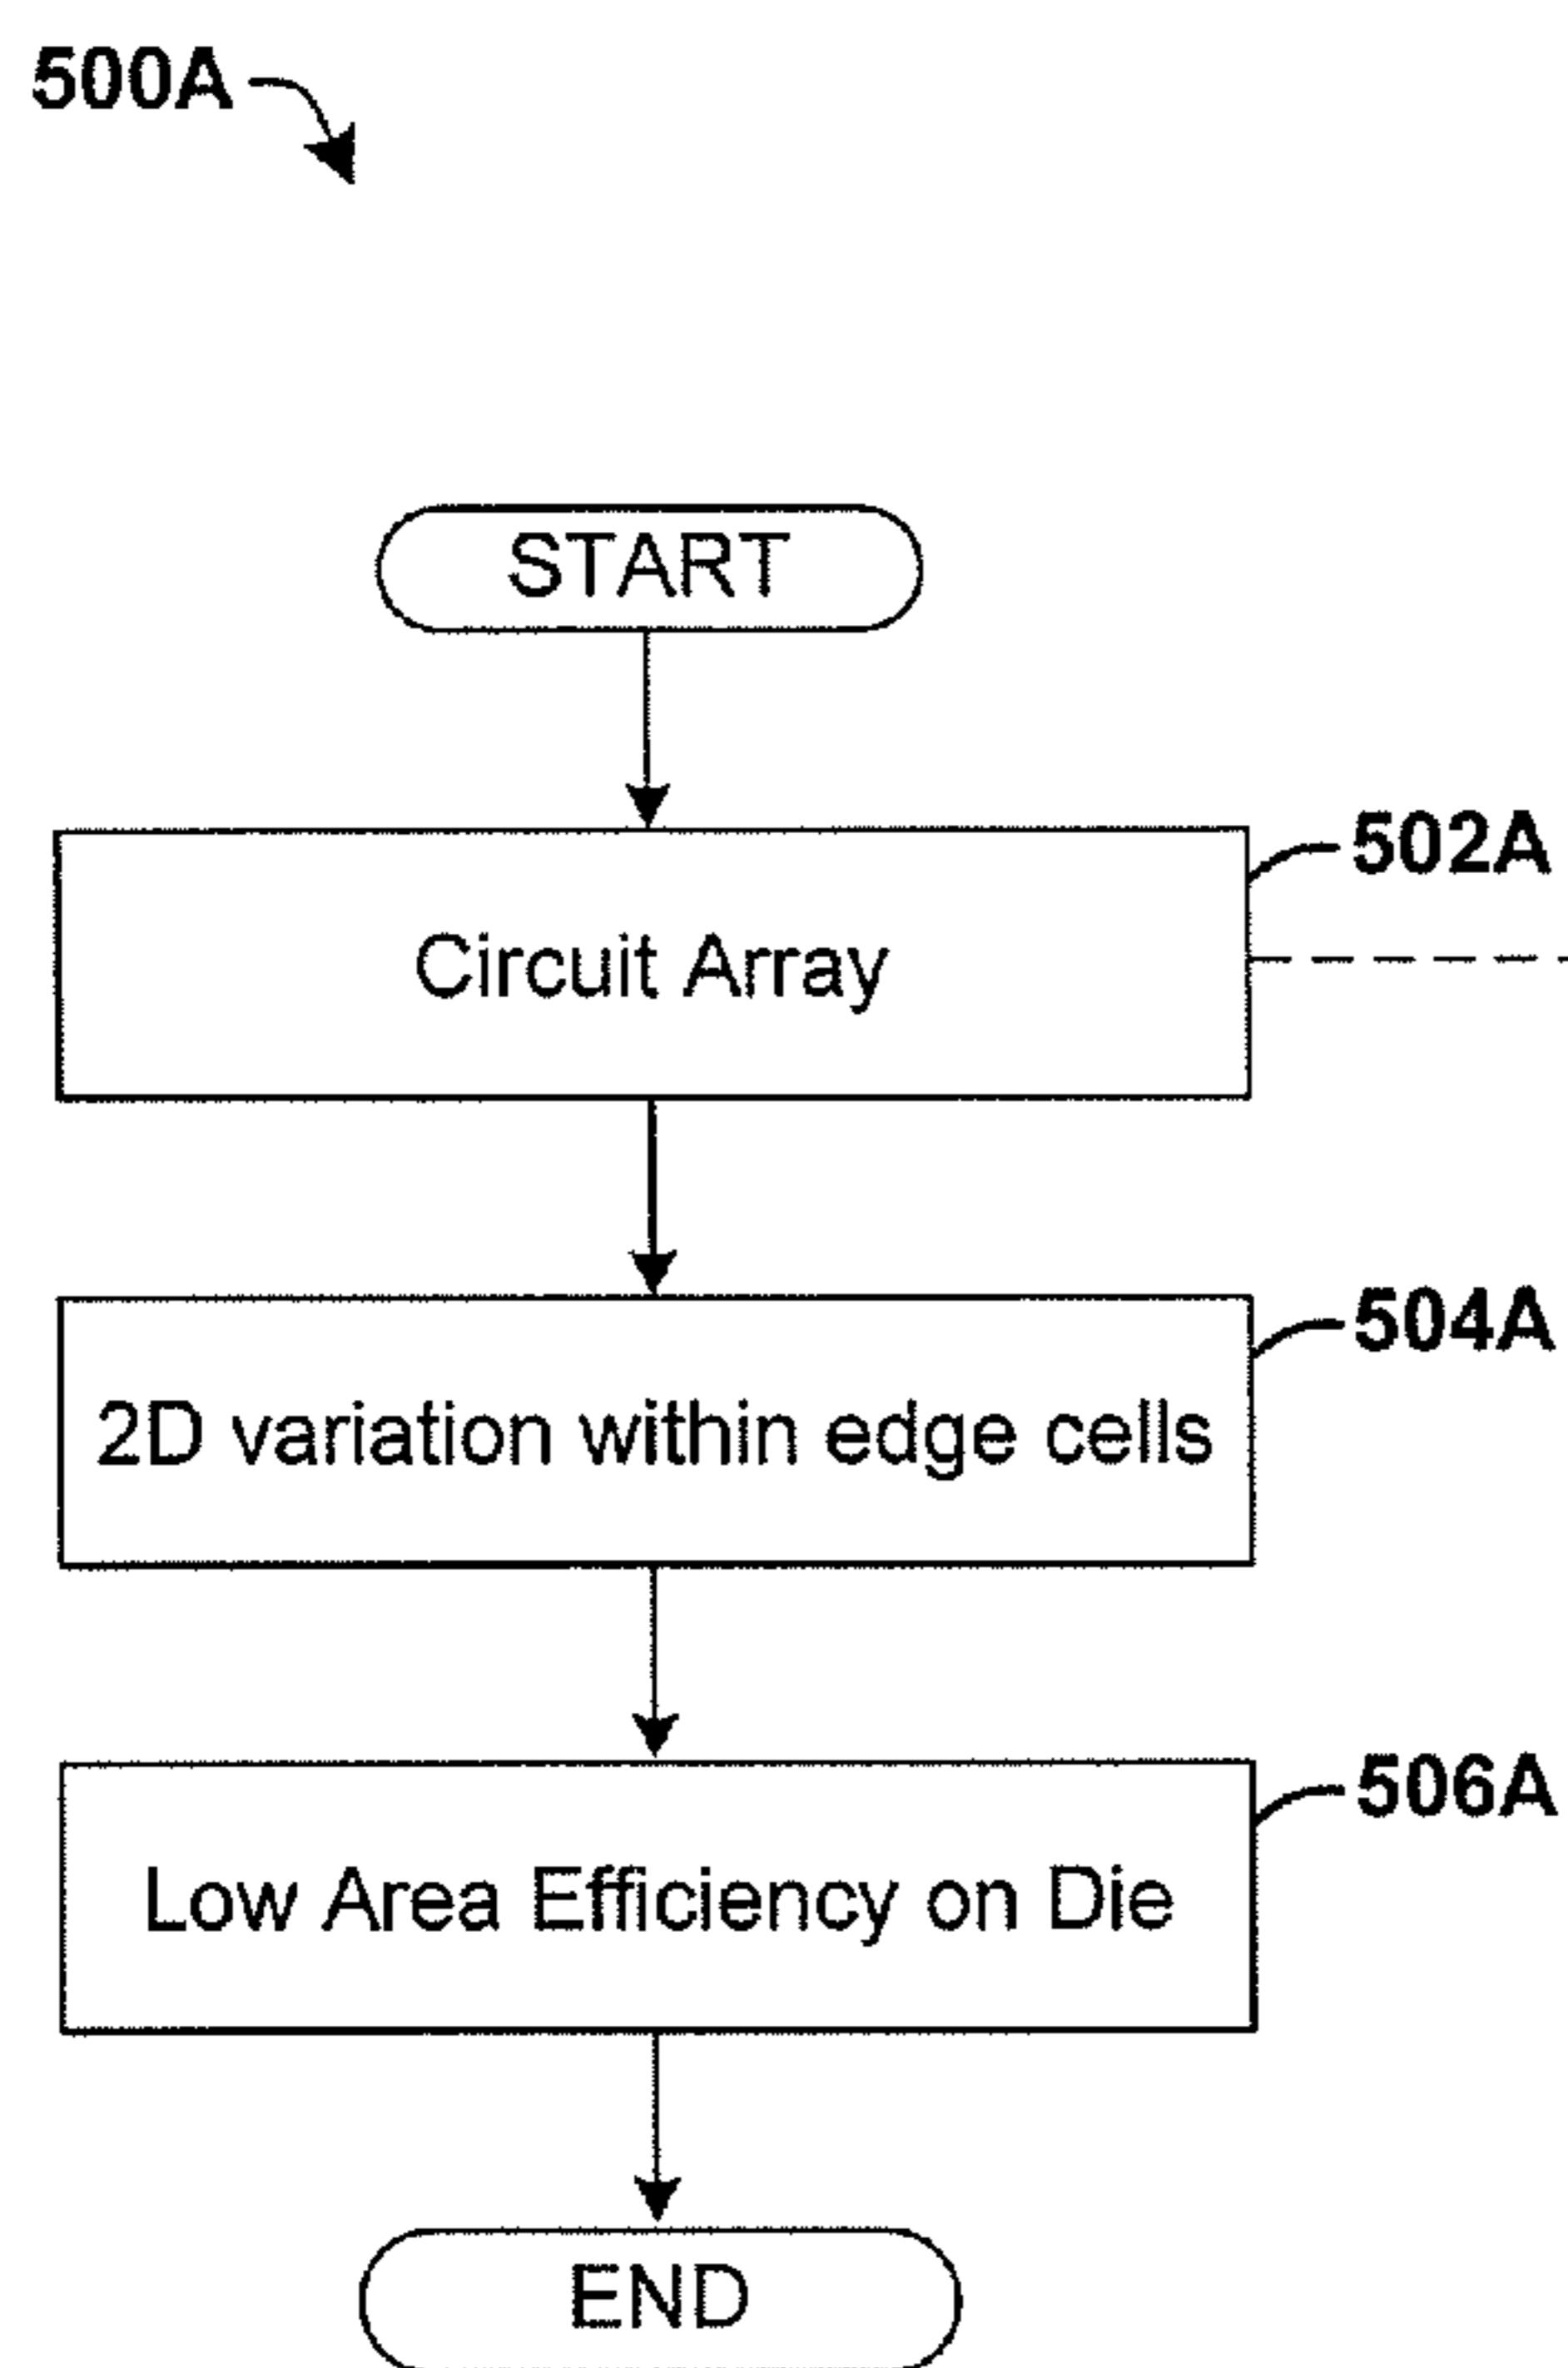 500A
START
502A
Circuit Array
504A
2D variation within edge cells
506A
Low Area Efficiency on Die
END